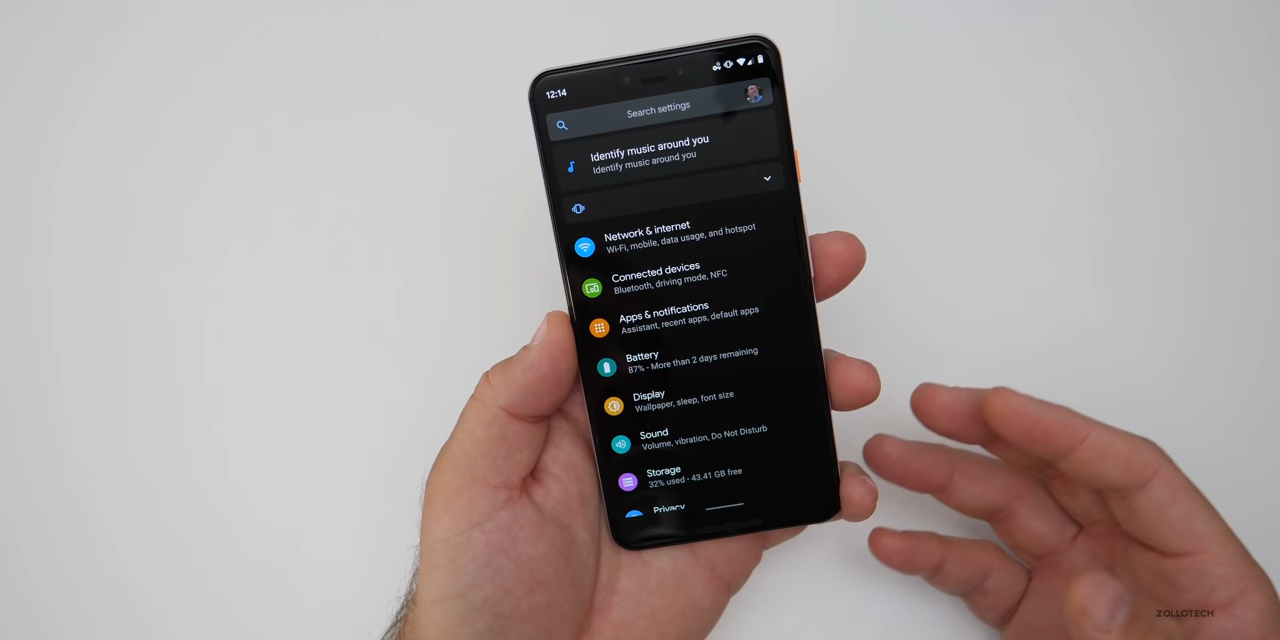 12:14
Search settings
Identify music around you
Identify music around you
Network & internet
Wi-Fi, mobile, data usage, and hotspot
Connected devices
Bluetooth, driving mode, NFC
Apps & notifications
Assistant, recent apps, default apps
Battery
87% - More than 2 days remaining
Display
Wallpaper, sleep, font size
Sound
Volume, vibration, Do Not Disturb
Storage
32% used - 43.41 GB free
Privacy
ZOLLOTECH